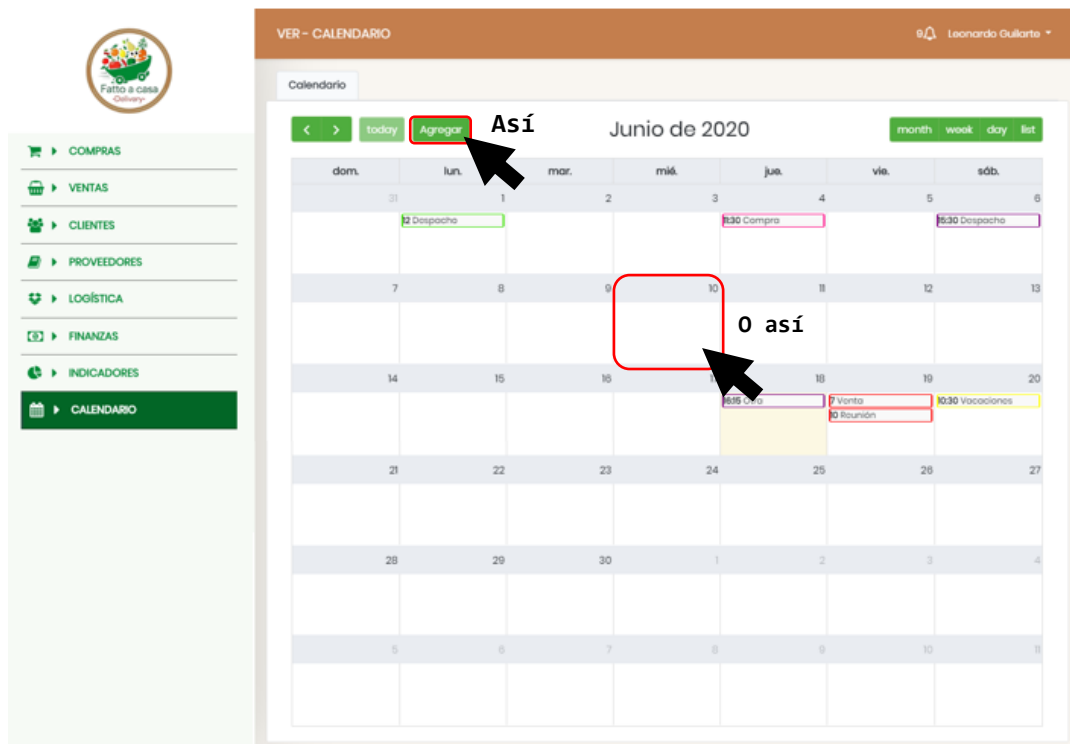 Fatto a casa
-Delivery-
COMPRAS
VENTAS
CLIENTES
PROVEEDORES
LOGÍSTICA
FINANZAS
INDICADORES
CALENDARIO
VER - CALENDARIO
9 Leonardo Guilarte
Calendario
< > today Agregar Así Junio de 2020 month week day list
dom. lun. mar. mié. jue. vie. sáb.
31 1 2 3 4 5 6
12 Despacho 11:30 Compra 15:30 Despacho
7 8 9 10 11 12 13
O así
14 15 16 18 19 20
16:15 7 Venta 10:30 Vacaciones
10 Reunión
21 22 23 24 25 26 27
28 29 30 1 2 3 4
5 6 7 8 9 10 11